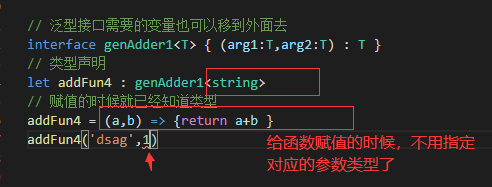 // 泛型接口需要的变量也可以移到外面去
interface genAdder1<T> { (arg1:T,arg2:T) : T }
// 类型声明
let addFun4 : genAdder1<string>
// 赋值的时候就已经知道类型
addFun4 = (a,b) => {return a+b }
addFun4('dsag',1)
给函数赋值的时候，不用指定
对应的参数类型了